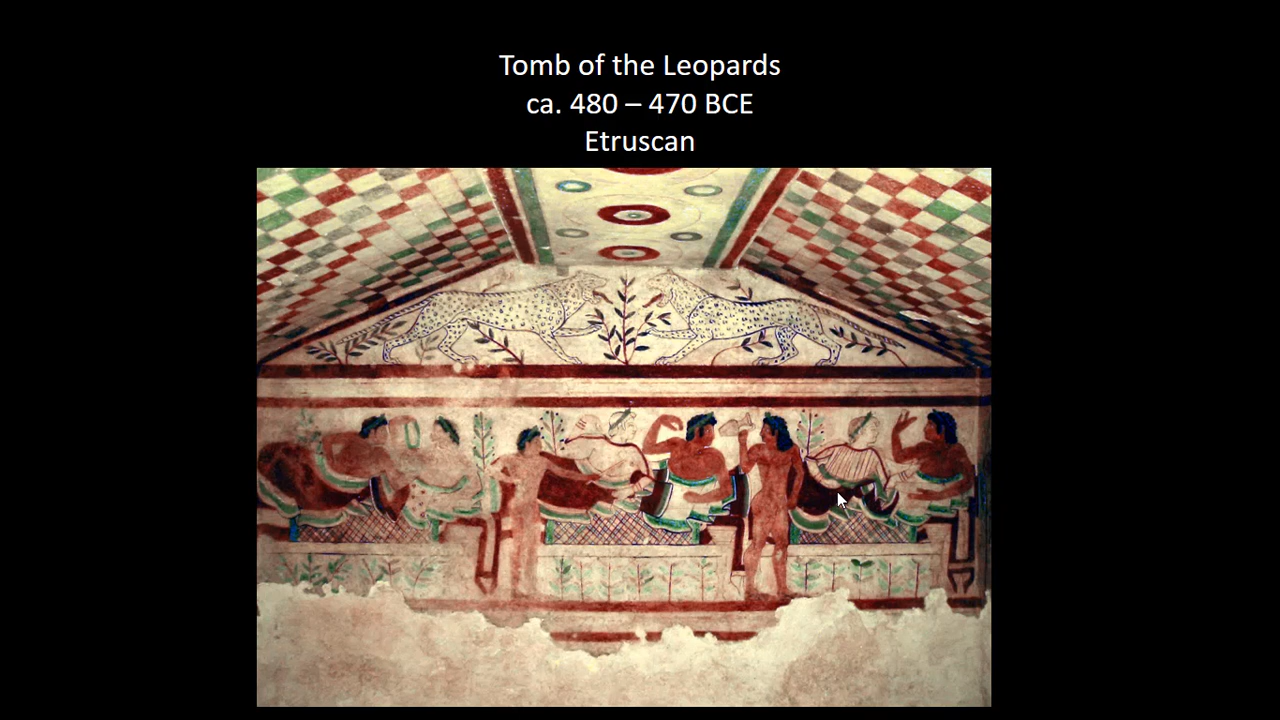 Tomb of the Leopards
ca. 480 – 470 BCE
Etruscan